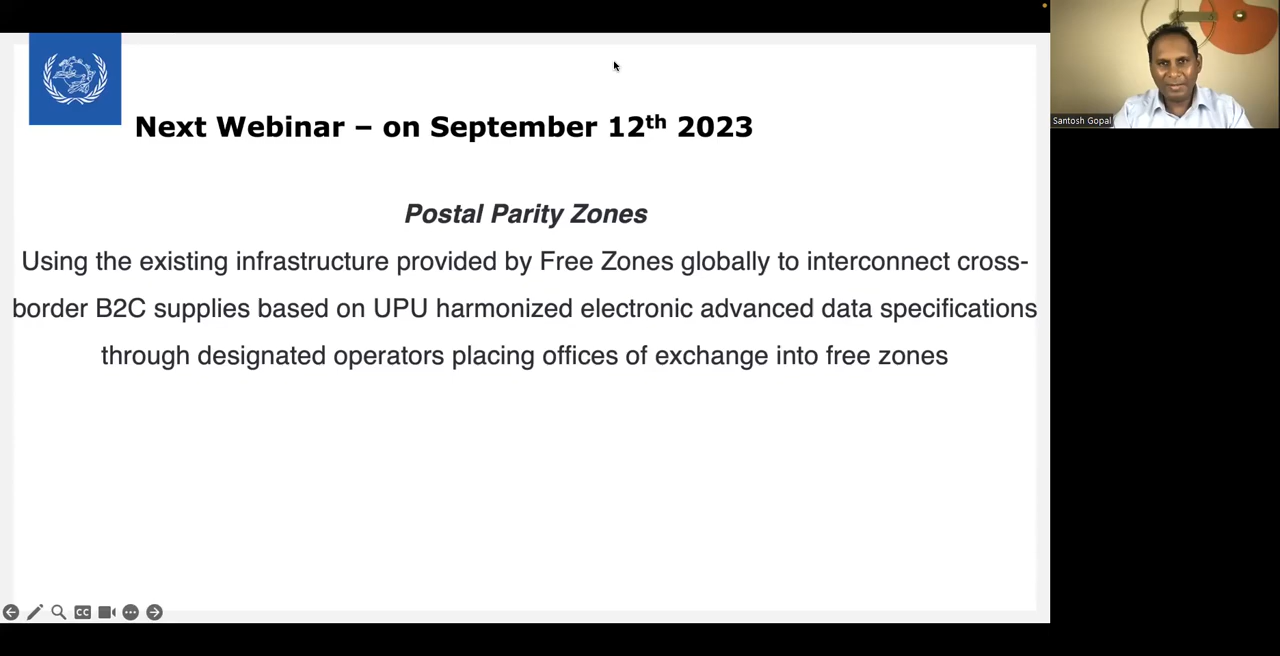 Next Webinar – on September 12th 2023
Postal Parity Zones
Using the existing infrastructure provided by Free Zones globally to interconnect cross-
border B2C supplies based on UPU harmonized electronic advanced data specifications
through designated operators placing offices of exchange into free zones
Santosh Gopal
CC